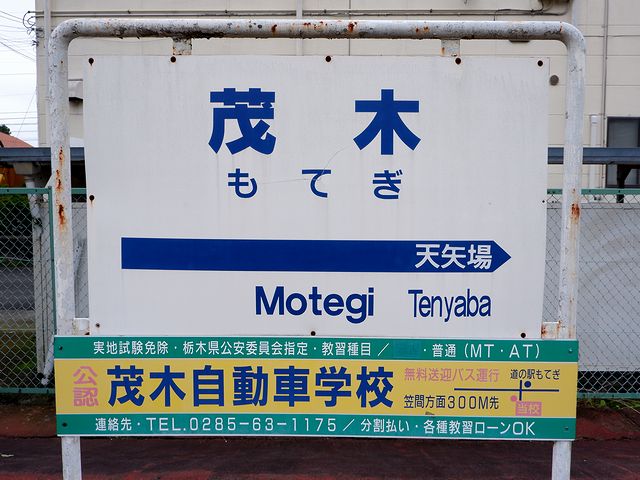 茂木
もてぎ
天矢場
Motegi Tenyaba
実地試験免除・栃木県公安委員会指定・教習種目／ ・普通（MT・AT）
公認 茂木自動車学校
無料送迎バス運行
道の駅もてぎ
笠間方面300M先
当校
連絡先・TEL.0285-63-1175／分割払い・各種教習ローンOK